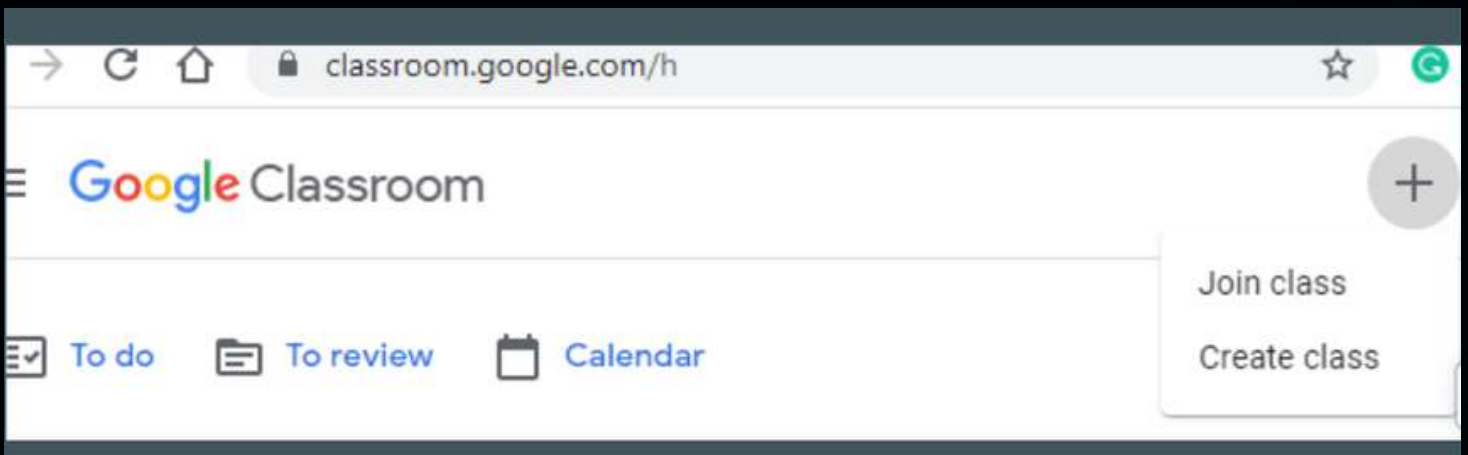 classroom.google.com/h
Google Classroom
Join class
Create class
To do To review Calendar